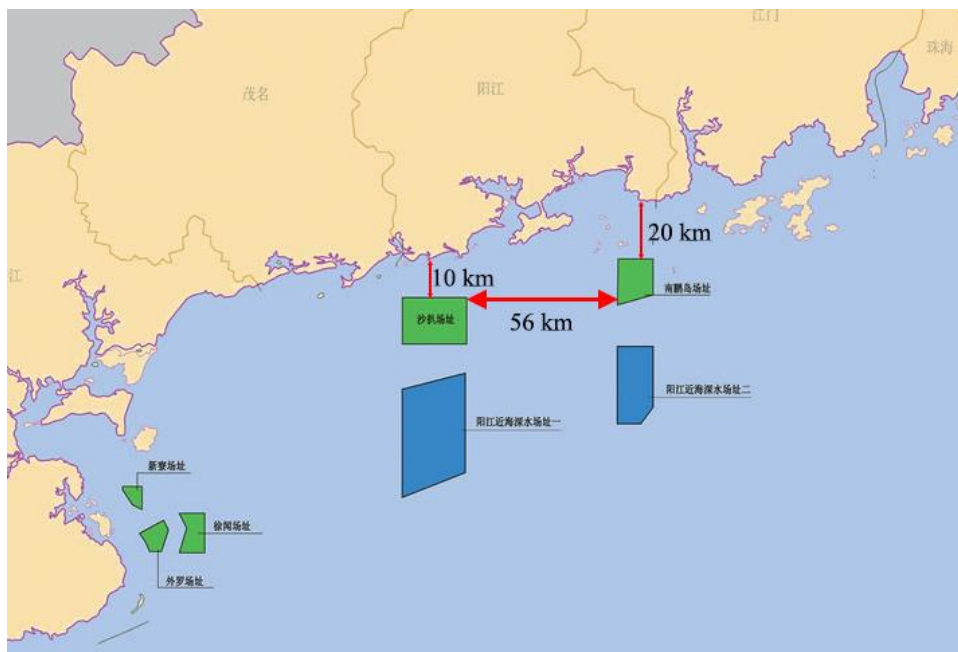 江门
珠海
茂名
阳江
20 km
10 km
南鹏岛场址
沙扒场址
56 km
江
阳江近海深水场址二
阳江近海深水场址一
新寮场址
徐闻场址
外罗场址